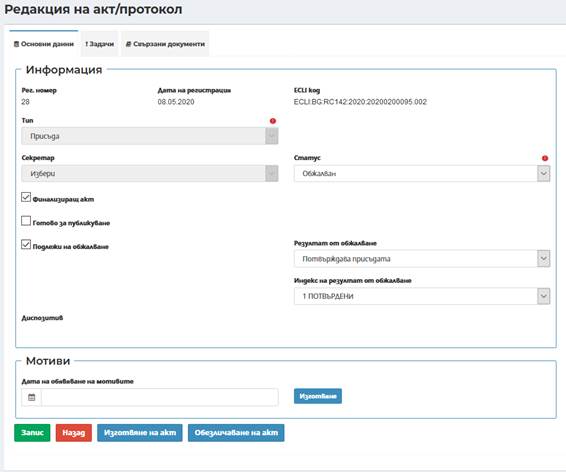 Редакция на акт/протокол
Основни данни
! Задачи
Свързани документи
Информация
Рег. номер
Дата на регистрация
ECLI код
28
08.05.2020
ECLI:BG:RC142:2020:20200200095.002
Тип
Присъда
Секретар
Статус
Избери
Обжалван
Финализиращ акт
Готово за публикуване
Подлежи на обжалване
Резултат от обжалване
Потвърждава присъдата
Индекс на резултат от обжалване
1 ПОТВЪРДЕНИ
Диспозитив
Мотиви
Дата на обявяване на мотивите
Изготвяне
Запис
Назад
Изготвяне на акт
Обезличаване на акт